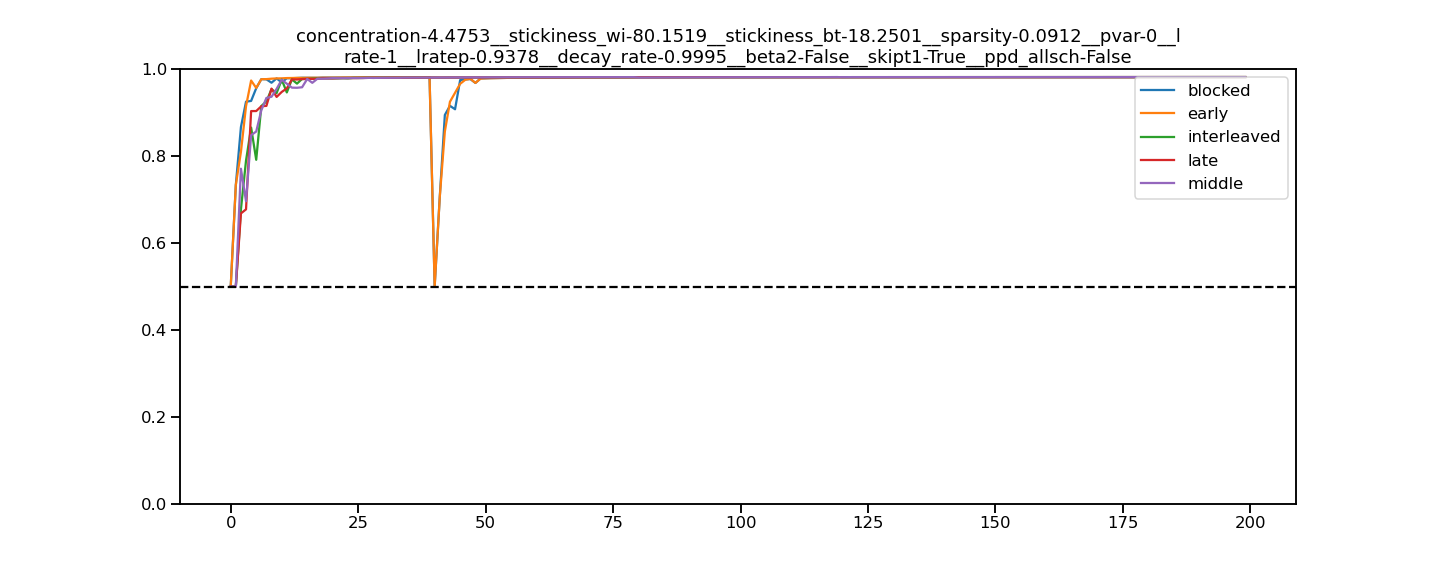 concentration-4.4753__stickiness_wi-80.1519__stickiness_bt-18.2501__sparsity-0.0912__pvar-0__l
rate-1__lratep-0.9378__decay_rate-0.9995__beta2-False__skipt1-True__ppd_allsch-False
1.0
0.8
0.6
0.4
0.2
0.0
blocked
early
interleaved
late
middle
0 25 50 75 100 125 150 175 200